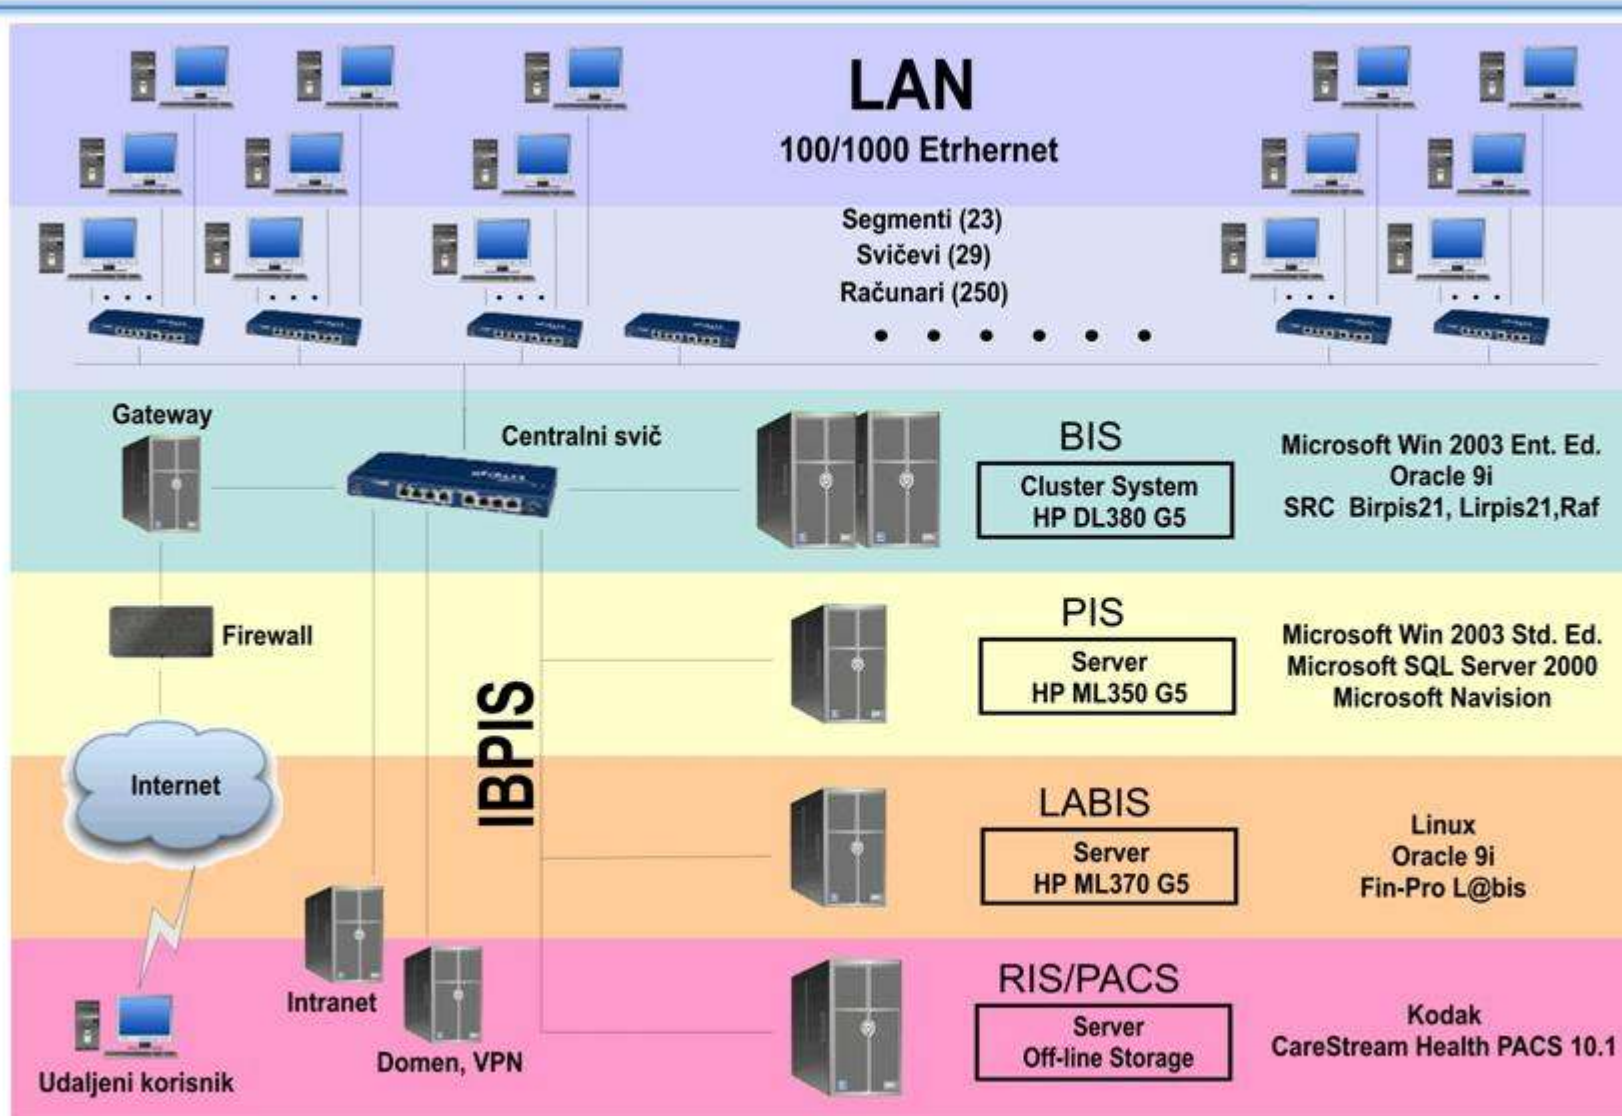 LAN
100/1000 Etrhernet
Segmenti (23)
Svičevi (29)
Računari (250)
Gateway
Centralni svič
BIS
Cluster System
HP DL380 G5
Microsoft Win 2003 Ent. Ed.
Oracle 9i
SRC Birpis21, Lirpis21,Raf
Firewall
IBPIS
PIS
Server
HP ML350 G5
Microsoft Win 2003 Std. Ed.
Microsoft SQL Server 2000
Microsoft Navision
Internet
LABIS
Server
HP ML370 G5
Linux
Oracle 9i
Fin-Pro L@bis
Intranet
Domen, VPN
Udaljeni korisnik
RIS/PACS
Server
Off-line Storage
Kodak
CareStream Health PACS 10.1